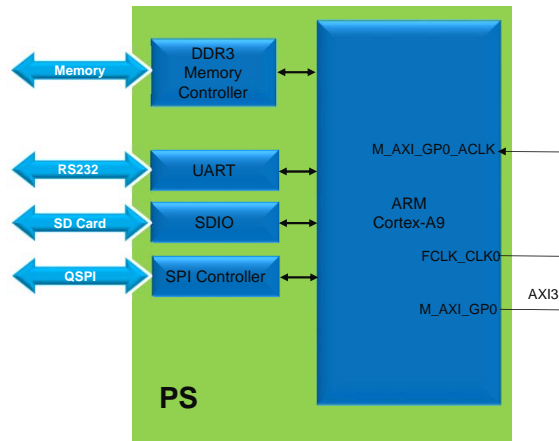 Memory
DDR3
Memory
Controller
RS232
UART
M_AXI_GP0_ACLK
SD Card
SDIO
ARM
Cortex-A9
QSPI
SPI Controller
FCLK_CLK0
M_AXI_GP0
AXI3
PS